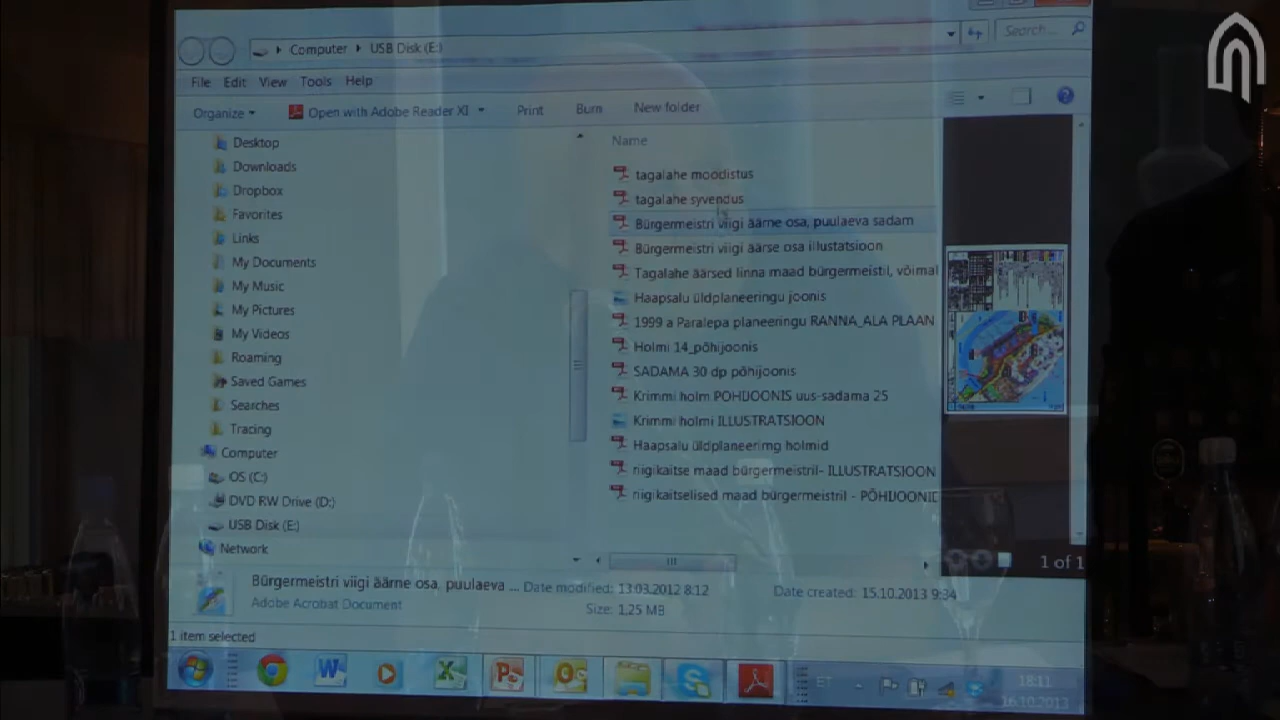 Computer ▸ USB Disk (E:)
Search...
File Edit View Tools Help
Organize Open with Adobe Reader XI Print Burn New folder
Desktop
Downloads
Dropbox
Favorites
Links
My Documents
My Music
My Pictures
My Videos
Roaming
Saved Games
Searches
Tracing
Computer
OS (C:)
DVD RW Drive (D:)
USB Disk (E:)
Network
Name
tagalahe moodistus
tagalahe syvendus
Bürgermeistri viigi äärne osa, puulaeva sadam
Bürgermeistri viigi äärse osa illustatsioon
Tagalahe äärsed linna maad bürgermeistil, võimal
Haapsalu üldplaneeringu joonis
1999 a Paralepa planeeringu RANNA_ALA PLAAN
Holmi 14_põhijoonis
SADAMA 30 dp põhijoonis
Krimmi holm POHIJOONIS uus-sadama 25
Krimmi holmi ILLUSTRATSIOON
Haapsalu üldplaneerimg holmid
riigikaitse maad bürgermeistril- ILLUSTRATSIOON
riigikaitselised maad bürgermeistril - PÕHIJOONIS
1 of 1
Bürgermeistri viigi äärne osa, puulaeva ... Date modified: 13.03.2012 8:12 Date created: 15.10.2013 9:34
Adobe Acrobat Document Size: 1,25 MB
1 item selected
ET 18:11
16.10.2013